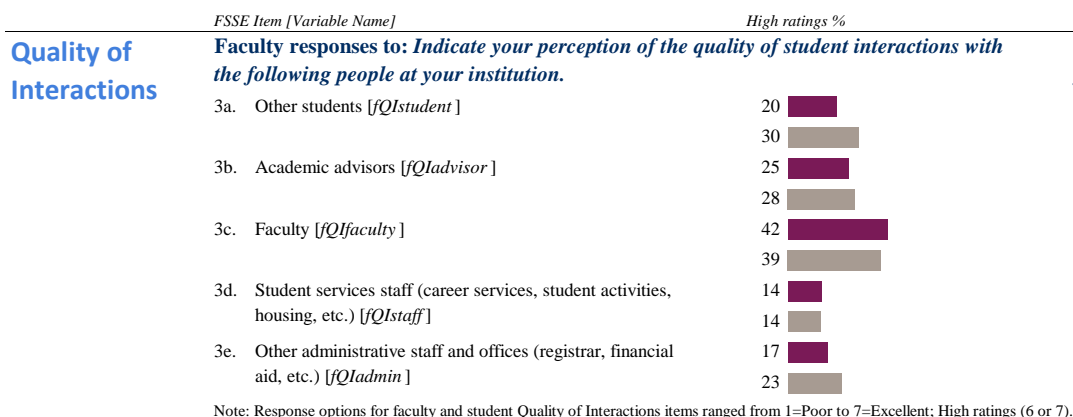 FSSE Item [Variable Name] High ratings %
Quality of
Interactions
Faculty responses to: Indicate your perception of the quality of student interactions with
the following people at your institution.
3a. Other students [fQIstudent ] 20
30
3b. Academic advisors [fQIadvisor ] 25
28
3c. Faculty [fQIfaculty ] 42
39
3d. Student services staff (career services, student activities, 14
housing, etc.) [fQIstaff ] 14
3e. Other administrative staff and offices (registrar, financial 17
aid, etc.) [fQIadmin ] 23
Note: Response options for faculty and student Quality of Interactions items ranged from 1=Poor to 7=Excellent; High ratings (6 or 7).